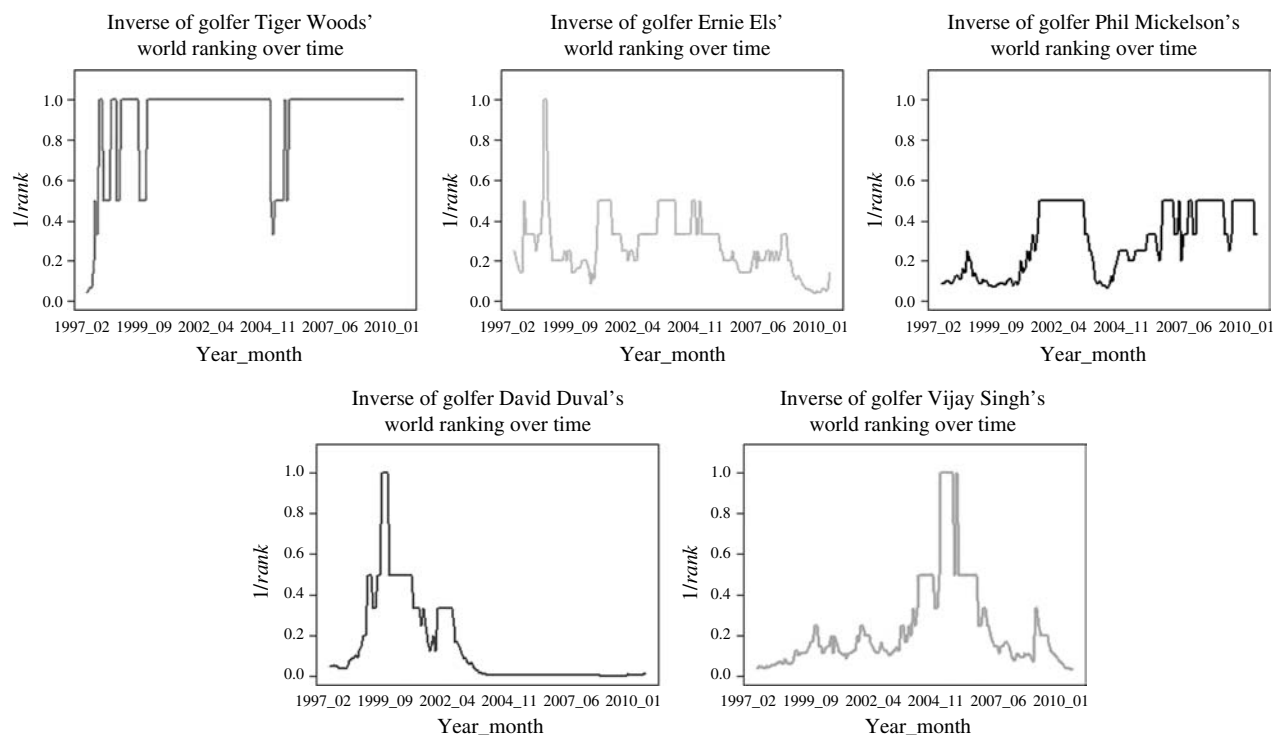 Inverse of golfer Tiger Woods'
world ranking over time
1.0
0.8
0.6
0.4
0.2
0.0
1/rank
1997_02 1999_09 2002_04 2004_11 2007_06 2010_01
Year_month
Inverse of golfer Ernie Els'
world ranking over time
1.0
0.8
0.6
0.4
0.2
0.0
1/rank
1997_02 1999_09 2002_04 2004_11 2007_06 2010_01
Year_month
Inverse of golfer Phil Mickelson's
world ranking over time
1.0
0.8
0.6
0.4
0.2
0.0
1/rank
1997_02 1999_09 2002_04 2004_11 2007_06 2010_01
Year_month
Inverse of golfer David Duval's
world ranking over time
1.0
0.8
0.6
0.4
0.2
0.0
1/rank
1997_02 1999_09 2002_04 2004_11 2007_06 2010_01
Year_month
Inverse of golfer Vijay Singh's
world ranking over time
1.0
0.8
0.6
0.4
0.2
0.0
1/rank
1997_02 1999_09 2002_04 2004_11 2007_06 2010_01
Year_month